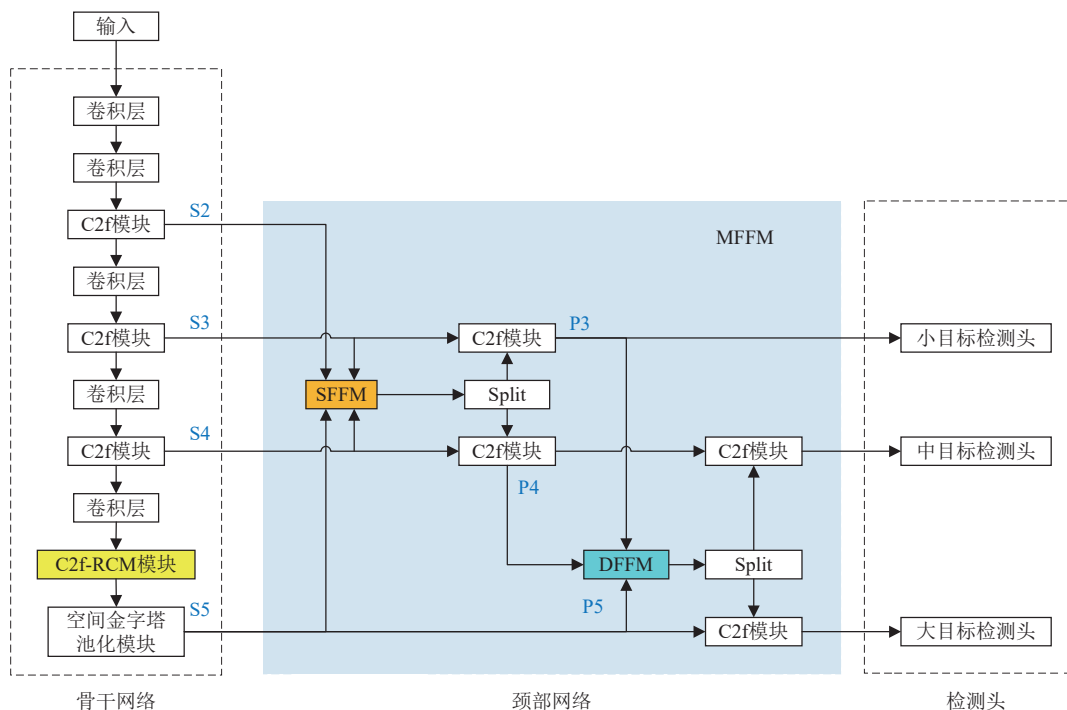 输入
卷积层
卷积层
C2f模块
S2
MFFM
卷积层
C2f模块
S3
C2f模块
P3
小目标检测头
卷积层
SFFM
Split
C2f模块
S4
C2f模块
C2f模块
中目标检测头
P4
卷积层
C2f-RCM模块
DFFM
Split
空间金字塔
池化模块
S5
P5
C2f模块
大目标检测头
骨干网络
颈部网络
检测头